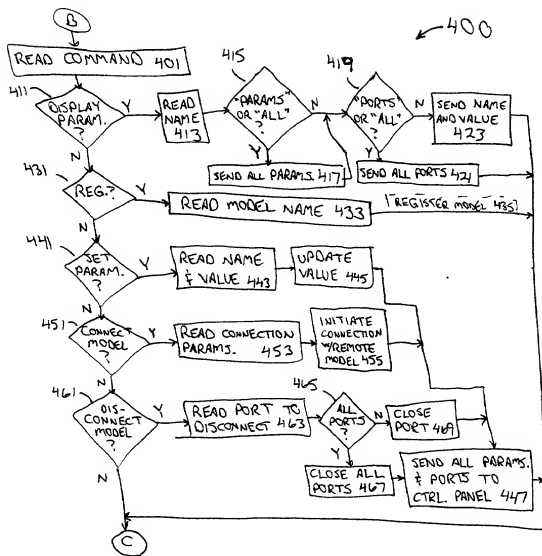 B
400
READ COMMAND 401
411
DISPLAY
PARAM.
?
Y
N
READ
NAME
413
415
"PARAMS"
OR "ALL"
?
N
Y
SEND ALL PARAMS. 417
419
"PORTS"
OR "ALL"
?
N
Y
SEND ALL PORTS 421
SEND NAME
AND VALUE
423
431
REG.?
Y
N
READ MODEL NAME 433
REGISTER MODEL 435
441
SET
PARAM.
?
Y
N
READ NAME
& VALUE 443
UPDATE
VALUE 445
451
CONNECT
MODEL
?
Y
N
READ CONNECTION
PARAMS. 453
INITIATE
CONNECTION
W/REMOTE
MODEL 455
461
DIS-
CONNECT
MODEL
?
Y
N
READ PORT TO
DISCONNECT 463
465
ALL
PORTS
?
N
Y
CLOSE
PORT 469
CLOSE ALL
PORTS 467
SEND ALL PARAMS.
& PORTS TO
CTRL. PANEL 447
C